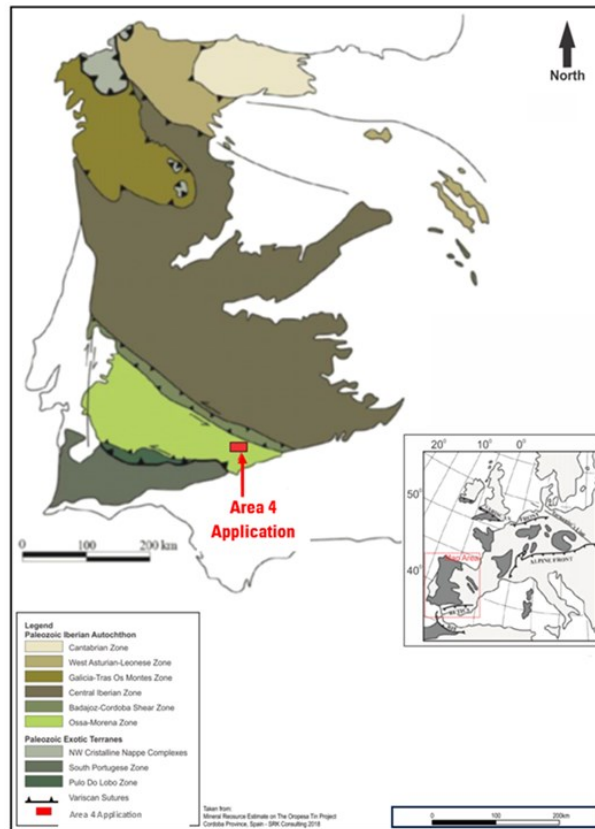 North
Area 4
Application
0 100 200 km
20° 10° 0°
50°
40°
Map Area
ALPINE FRONT
Legend
Paleozoic Iberian Autochthon
Cantabrian Zone
West Asturian-Leonese Zone
Galicia-Tras Os Montes Zone
Central Iberian Zone
Badajoz-Cordoba Shear Zone
Ossa-Morena Zone
Paleozoic Exotic Terranes
NW Cristalline Nappe Complexes
South Portugese Zone
Pulo Do Lobo Zone
Variscan Sutures
Area 4 Application
Taken from:
Mineral Resource Estimate on The Oropesa Tin Project
Cordoba Province, Spain - SRK Consulting 2018
0 100 200km